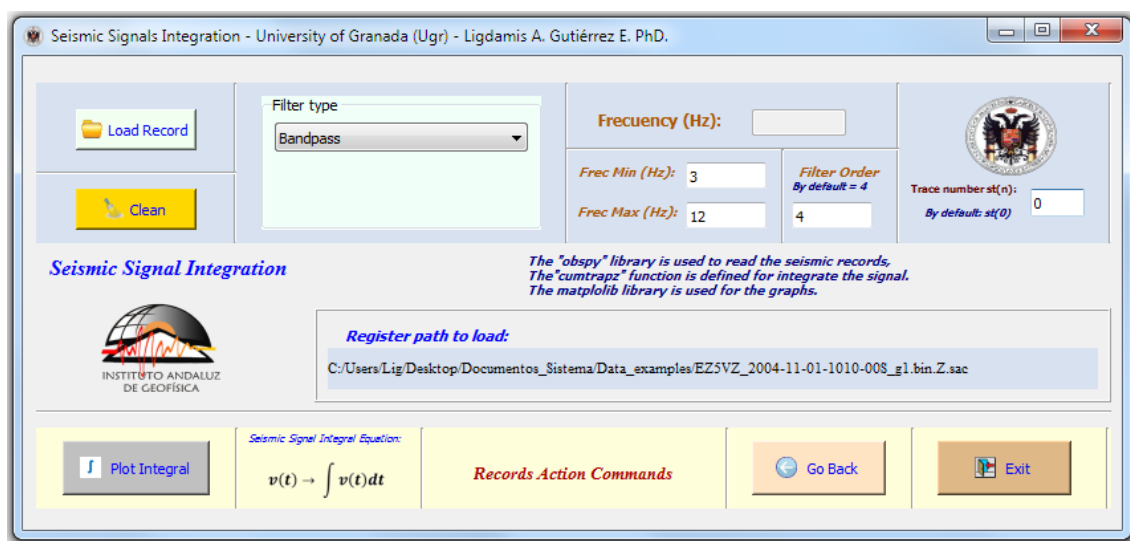 Seismic Signals Integration - University of Granada (Ugr) - Ligdamis A. Gutiérrez E. PhD.
Load Record
Clean
Filter type
Bandpass
Frecuency (Hz):
Frec Min (Hz): 3
Frec Max (Hz): 12
Filter Order
By default = 4
4
Trace number st(n):
By default: st(0)
0
Seismic Signal Integration
The "obspy" library is used to read the seismic records,
The"cumtrapz" function is defined for integrate the signal.
The matplolib library is used for the graphs.
INSTITUTO ANDALUZ
DE GEOFÍSICA
Register path to load:
C:/Users/Lig/Desktop/Documentos_Sistema/Data_examples/EZ5VZ_2004-11-01-1010-00S_g1.bin.Z.sac
Plot Integral
Seismic Signal Integral Equation:
v(t) → ∫ v(t)dt
Records Action Commands
Go Back
Exit